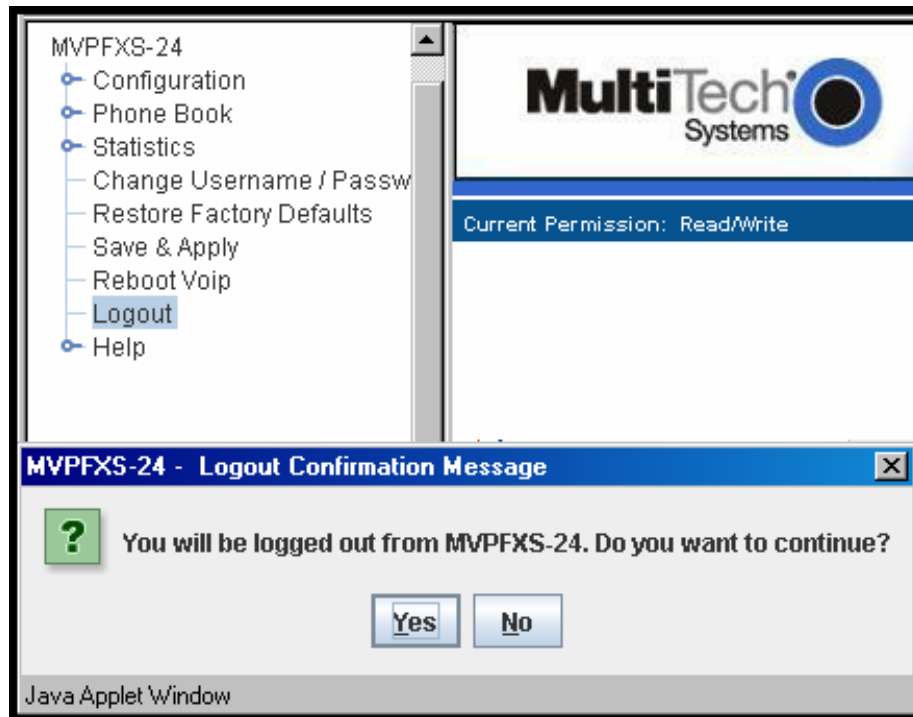 MVPFXS-24
Configuration
Phone Book
Statistics
Change Username / Passw
Restore Factory Defaults
Save & Apply
Reboot Voip
Logout
Help
MultiTech
Systems
Current Permission: Read/Write
MVPFXS-24 - Logout Confirmation Message
? You will be logged out from MVPFXS-24. Do you want to continue?
Yes No
Java Applet Window